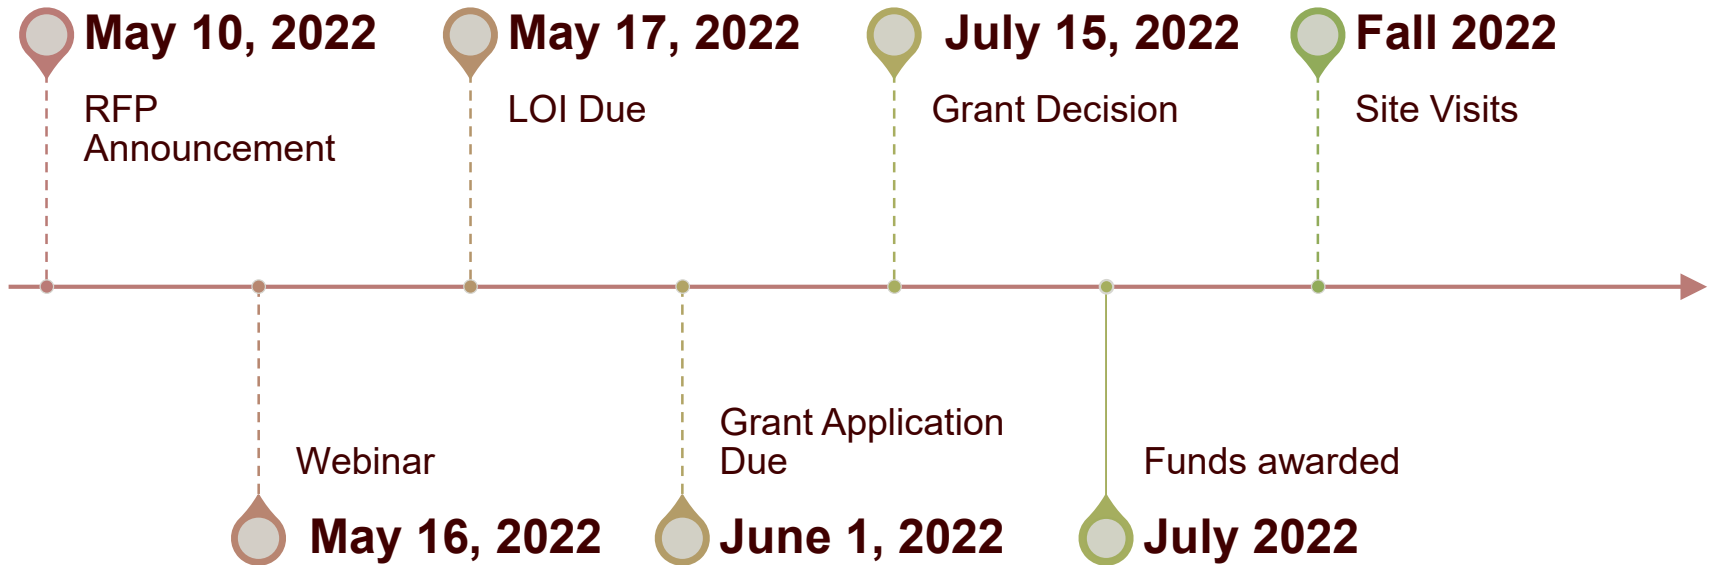 May 10, 2022
RFP
Announcement
May 17, 2022
LOI Due
July 15, 2022
Grant Decision
Fall 2022
Site Visits
Webinar
May 16, 2022
Grant Application
Due
June 1, 2022
Funds awarded
July 2022